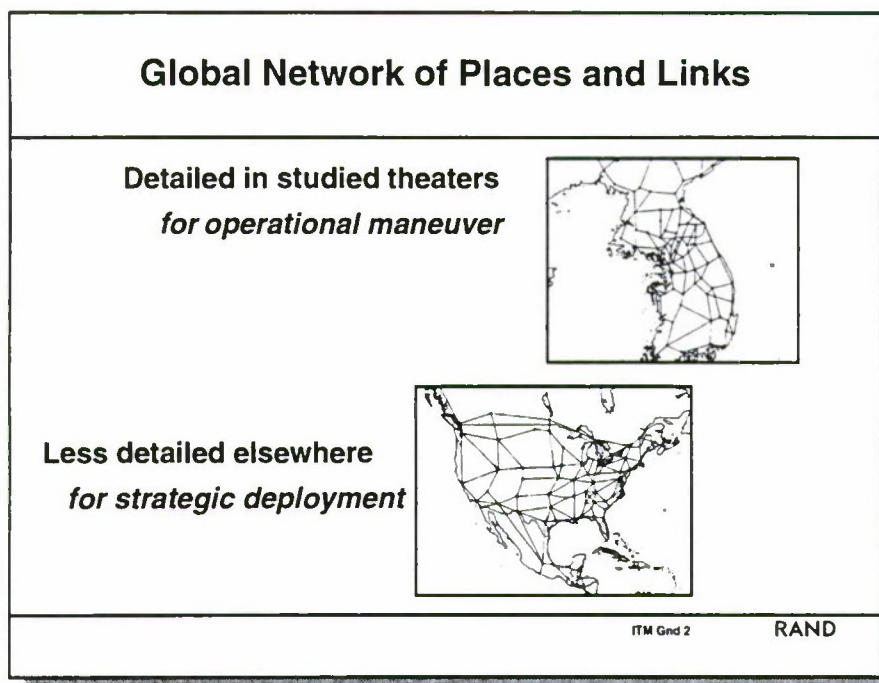 Global Network of Places and Links
Detailed in studied theaters
for operational maneuver
Less detailed elsewhere
for strategic deployment
ITM Gnd 2
RAND